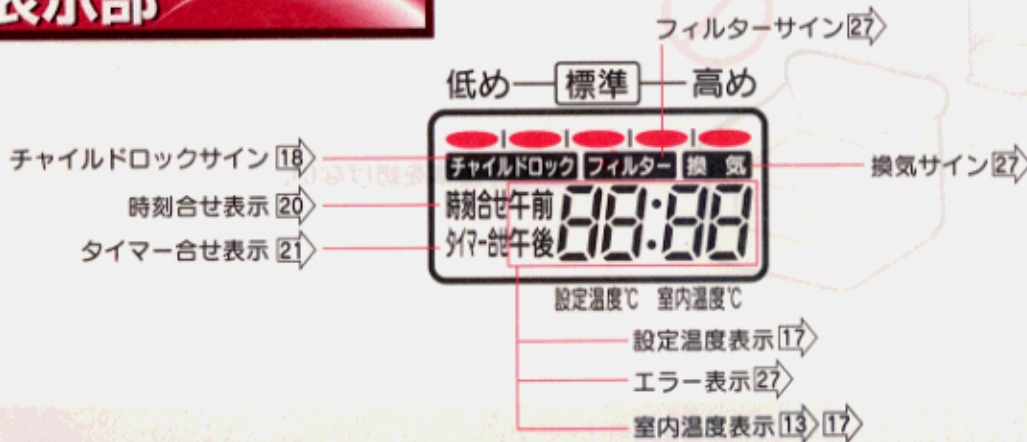 表示部
フィルターサイン27
低め 標準 高め
チャイルドロックサイン 18
チャイルドロック フィルター 換 気
換気サイン27
時刻合せ表示 20
時刻合せ 午前 88:88
タイマー合せ表示 21
タイマー合せ 午後
設定温度℃ 室内温度℃
設定温度表示17
エラー表示27
室内温度表示13 17